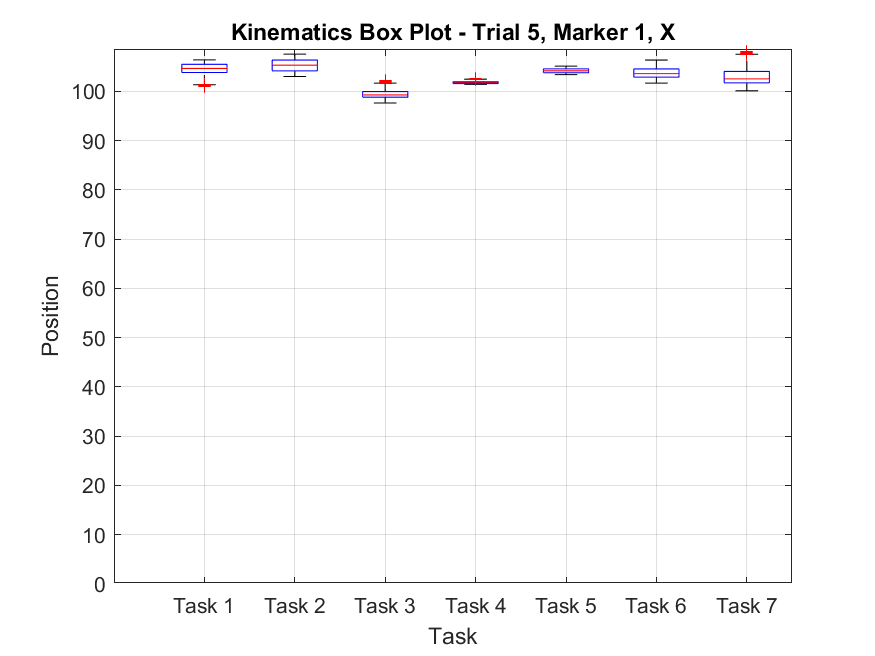 Kinematics Box Plot - Trial 5, Marker 1, X
Position
100
90
80
70
60
50
40
30
20
10
0
Task 1 Task 2 Task 3 Task 4 Task 5 Task 6 Task 7
Task